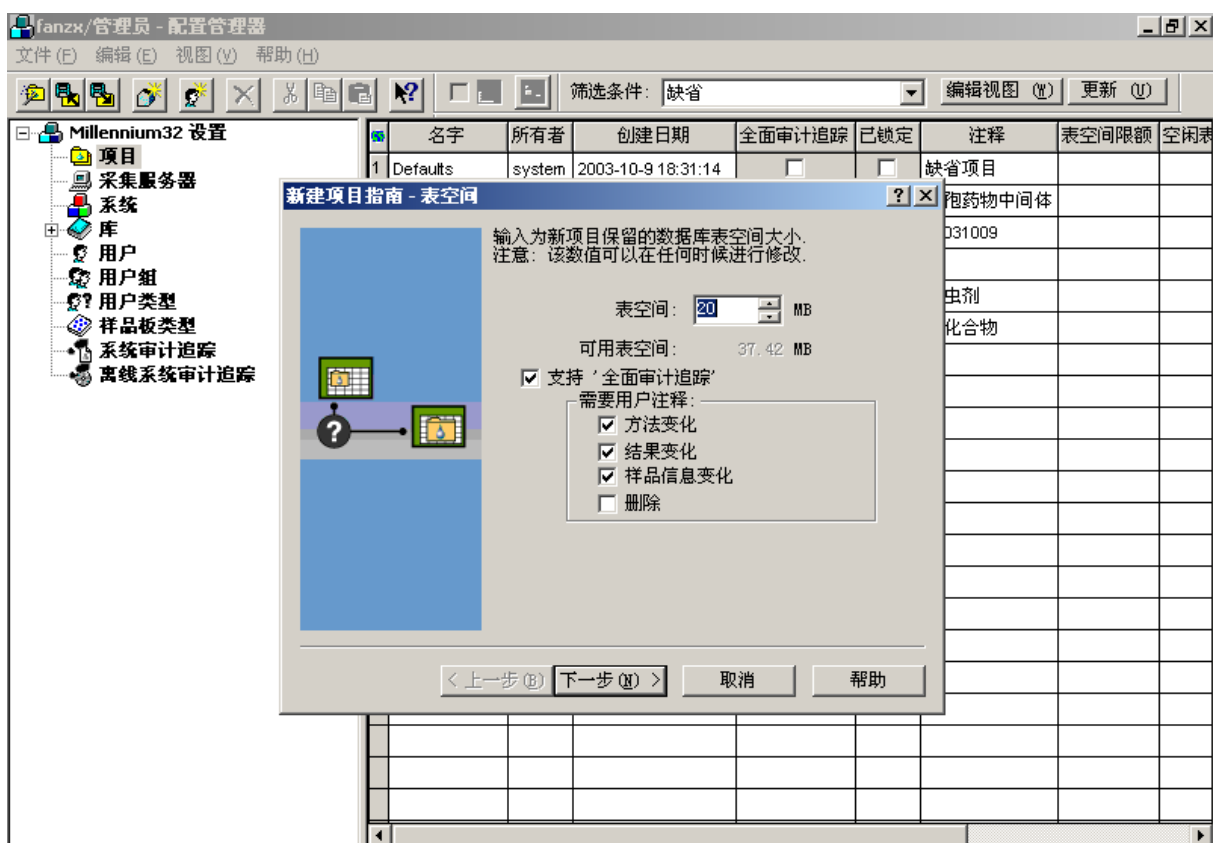 fanzx/管理员 - 配置管理器
文件(F) 编辑(E) 视图(V) 帮助(H)
筛选条件: 缺省 编辑视图 (W) 更新 (U)
Millennium32 设置
项目
采集服务器
系统
库
用户
用户组
用户类型
样品板类型
系统审计追踪
离线系统审计追踪
名字 所有者 创建日期 全面审计追踪 已锁定 注释 表空间限额 空闲表
1 Defaults system 2003-10-9 18:31:14 缺省项目
胞药物中间体
031009
虫剂
化合物
新建项目指南 - 表空间
输入为新项目保留的数据库表空间大小.
注意: 该数值可以在任何时候进行修改.
表空间: 20 MB
可用表空间: 37.42 MB
支持 '全面审计追踪'
需要用户注释:
方法变化
结果变化
样品信息变化
删除
< 上一步(B) 下一步(N) > 取消 帮助